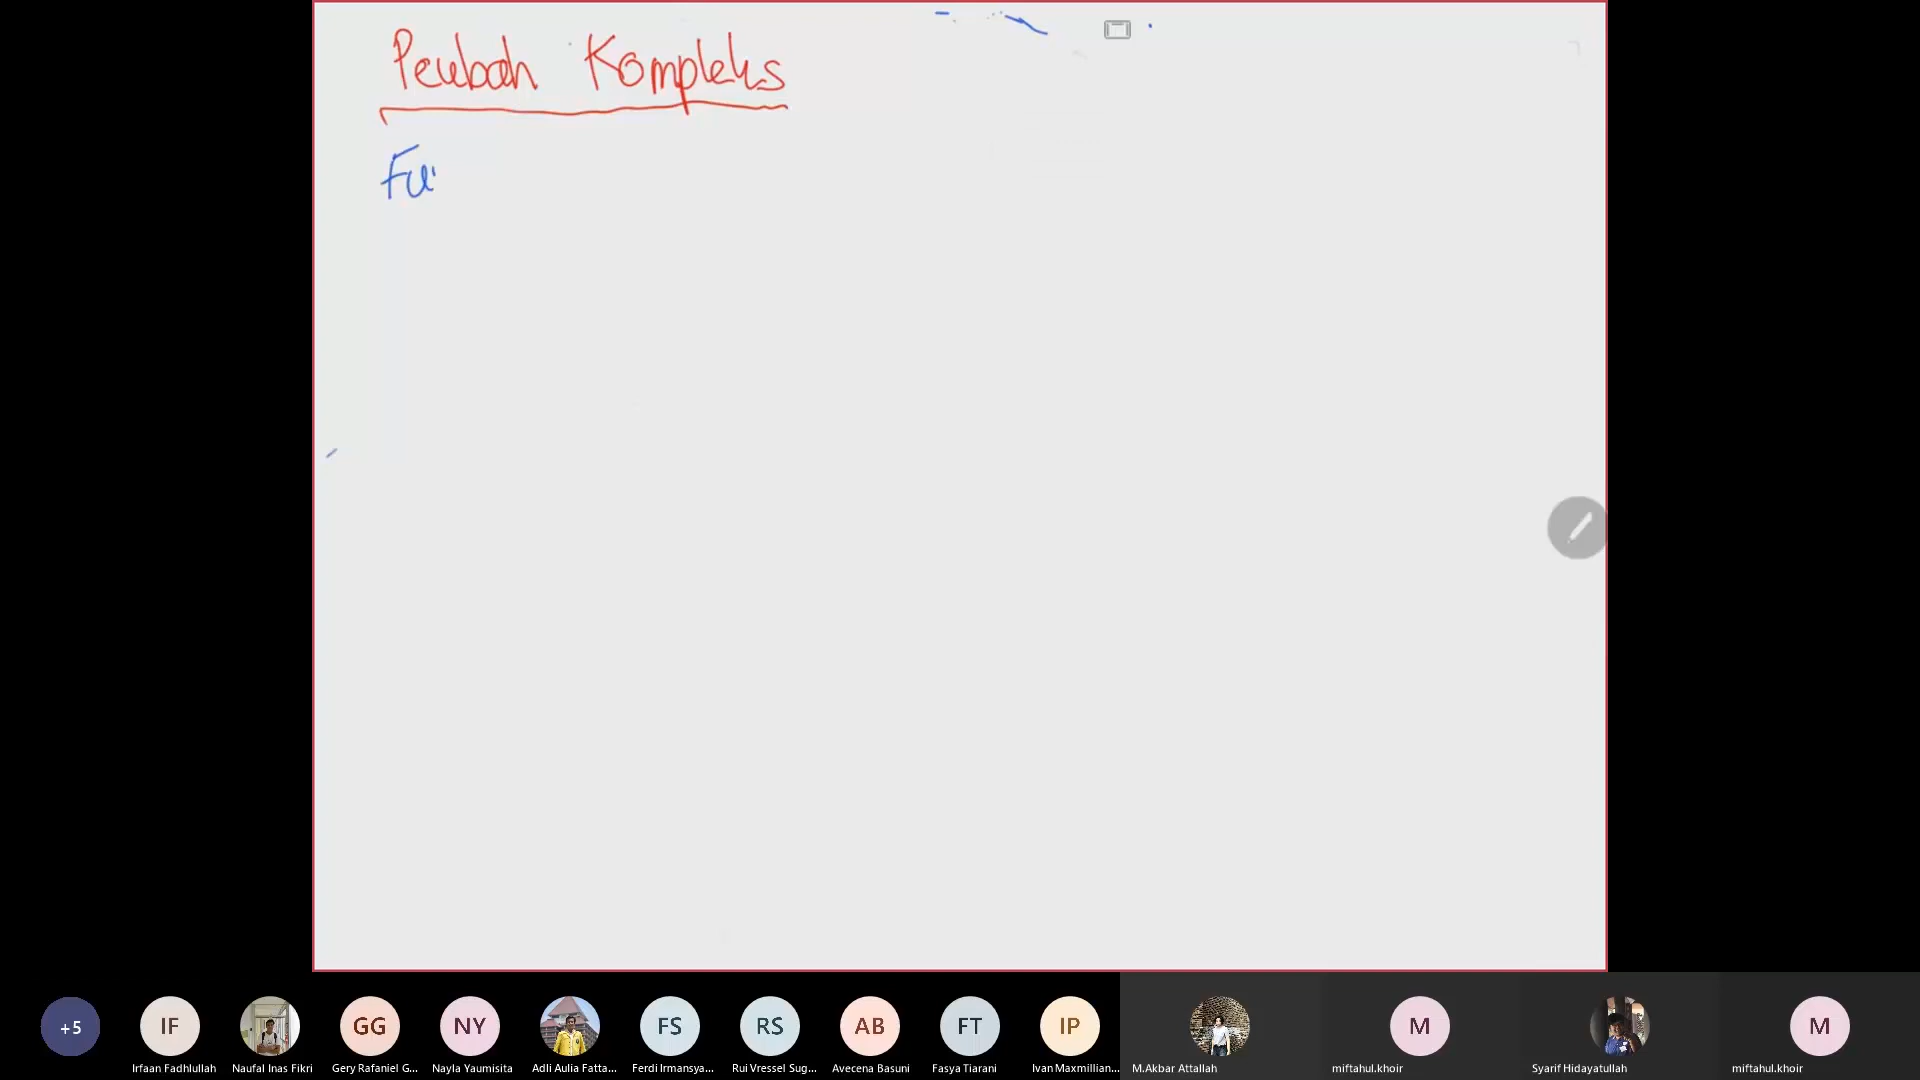 Peubah Kompleks
Fu
+5
IF
GG
NY
FS
RS
AB
FT
IP
M
M
Irfaan Fadhlullah
Naufal Inas Fikri
Gery Rafaniel G...
Nayla Yaumisita
Adli Aulia Fatta...
Ferdi Irmansya...
Rui Vressel Sug...
Avecena Basuni
Fasya Tiarani
Ivan Maxmillian...
M.Akbar Attallah
miftahul.khoir
Syarif Hidayatullah
miftahul.khoir